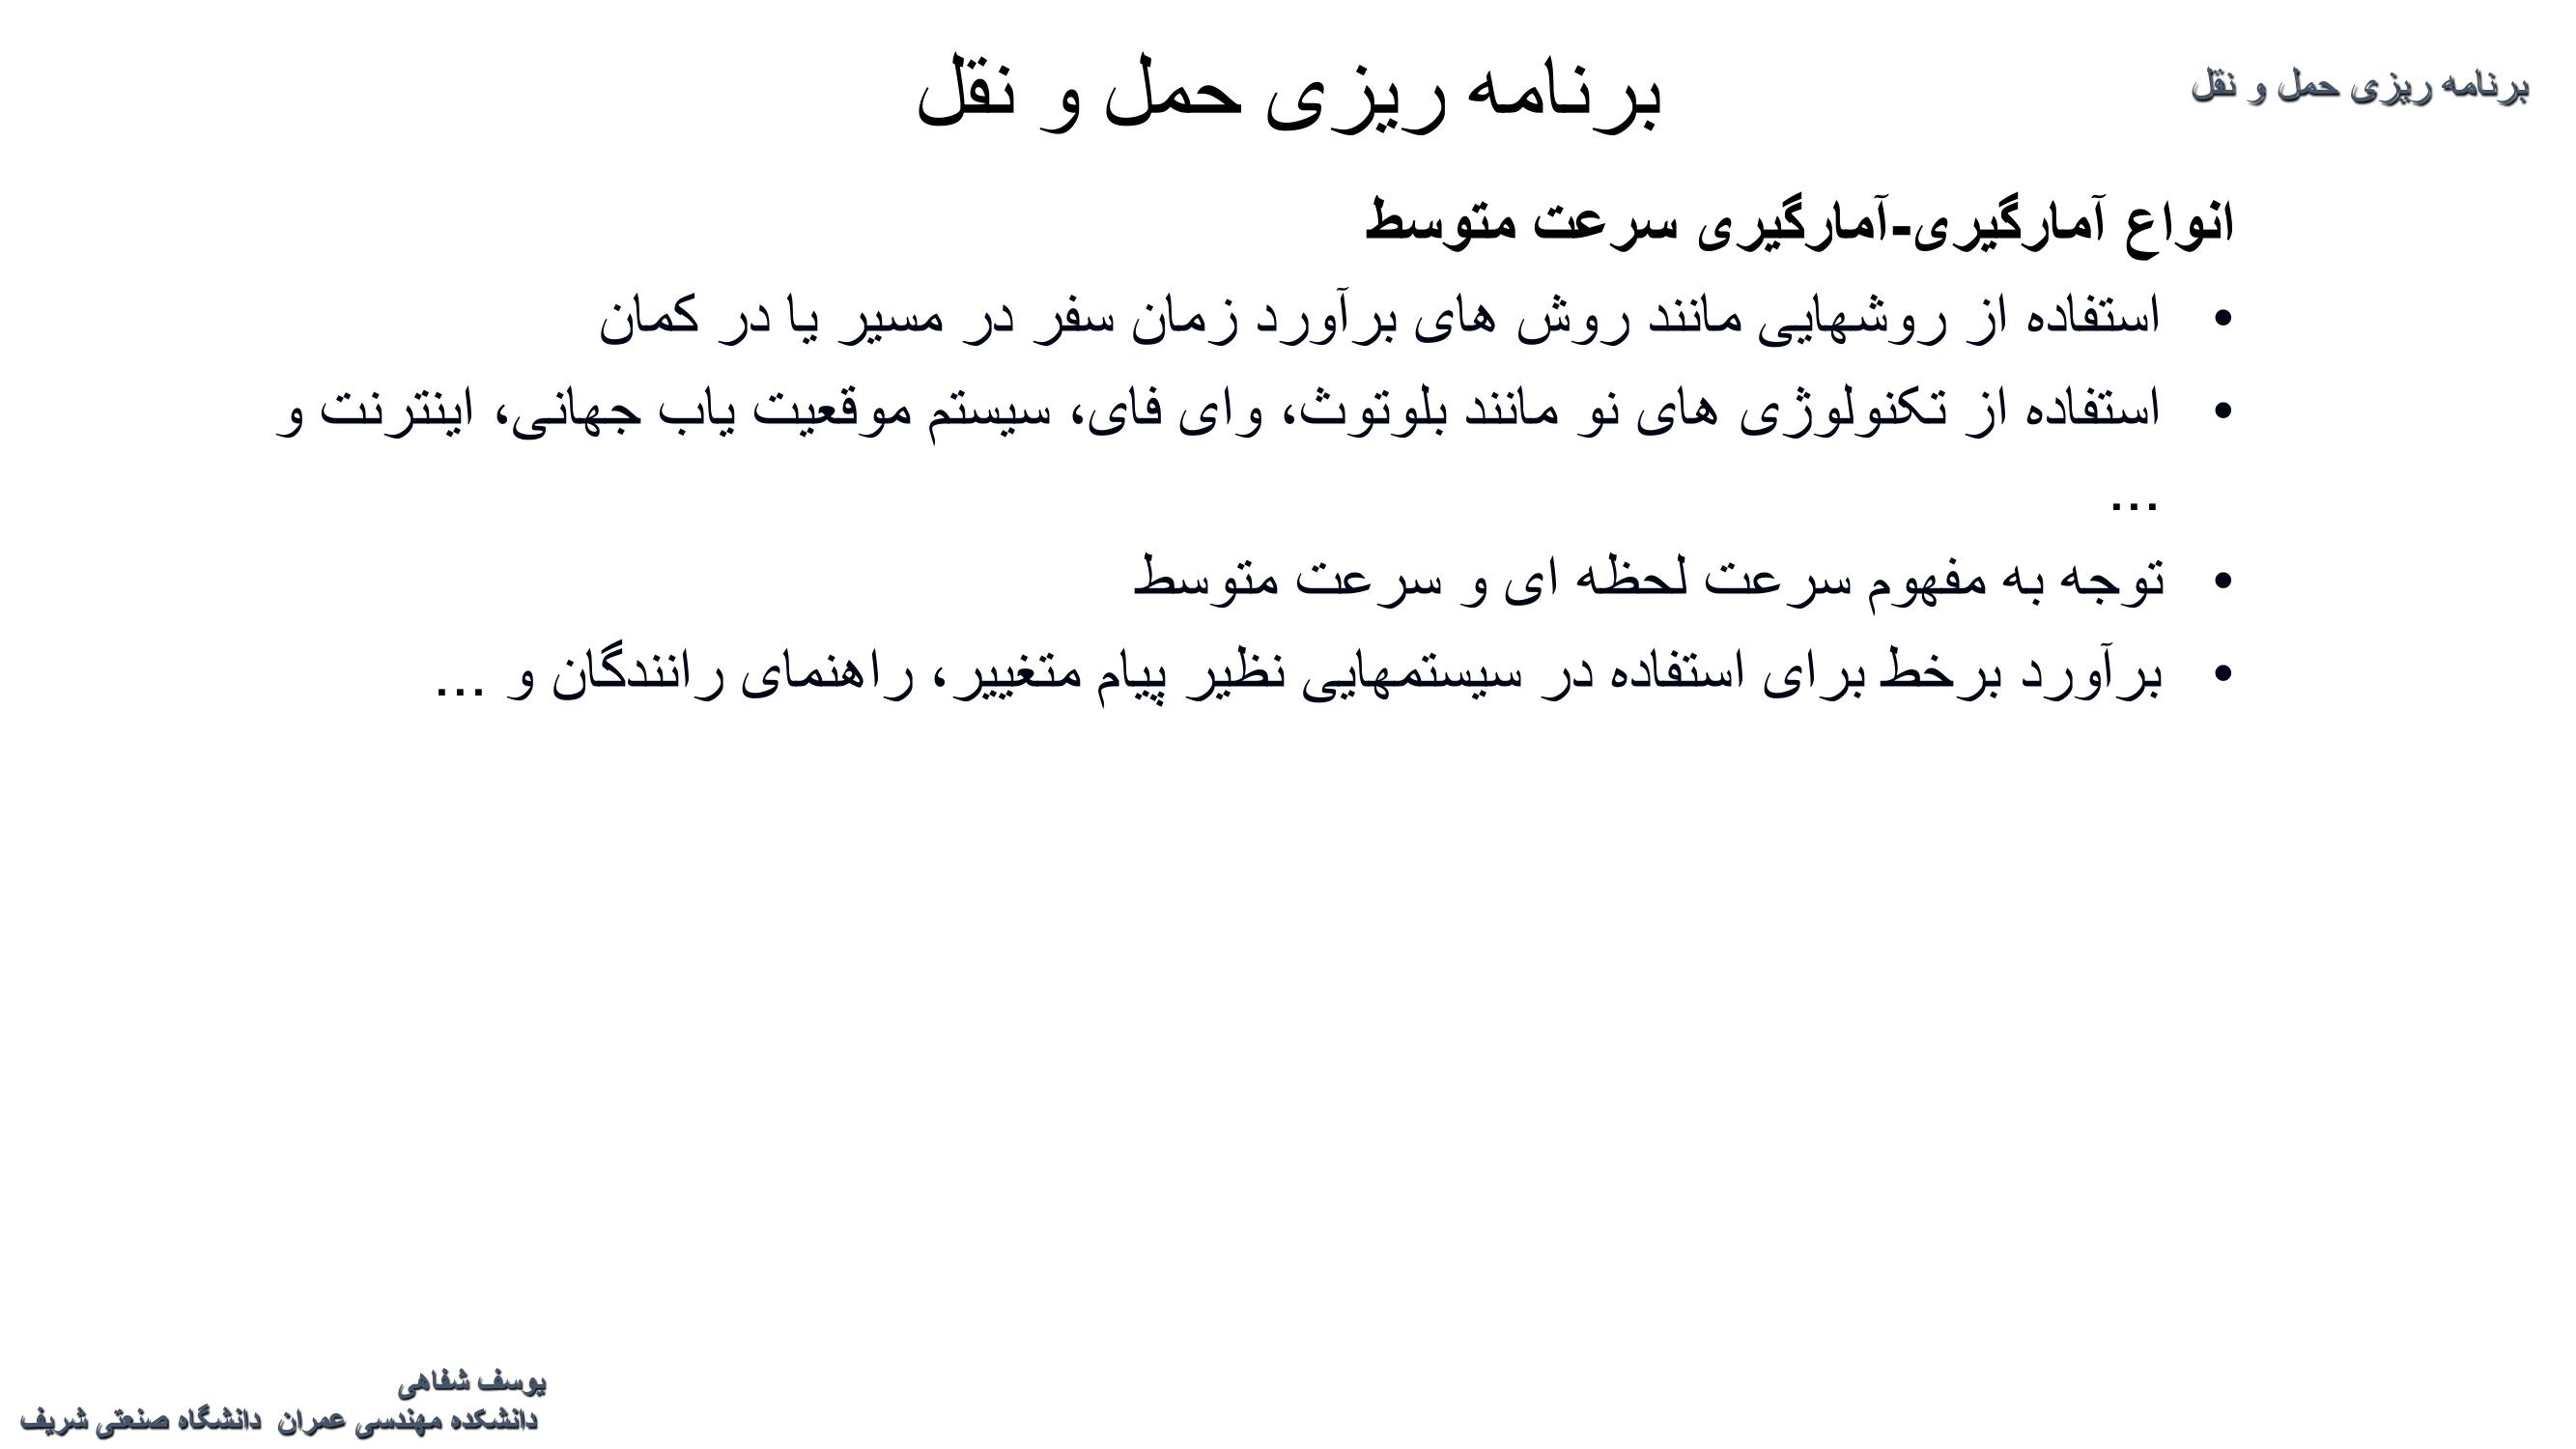 برنامه ریزی حمل و نقل
برنامه ریزی حمل و نقل
انواع آمارگیری-آمارگیری سرعت متوسط
• استفاده از روشهایی مانند روش های برآورد زمان سفر در مسیر یا در کمان
• استفاده از تکنولوژی های نو مانند بلوتوث، وای فای، سیستم موقعیت یاب جهانی، اینترنت و
...
• توجه به مفهوم سرعت لحظه ای و سرعت متوسط
• برآورد برخط برای استفاده در سیستمهایی نظیر پیام متغییر، راهنمای رانندگان و ...
یوسف شفاهی
دانشکده مهندسی عمران دانشگاه صنعتی شریف